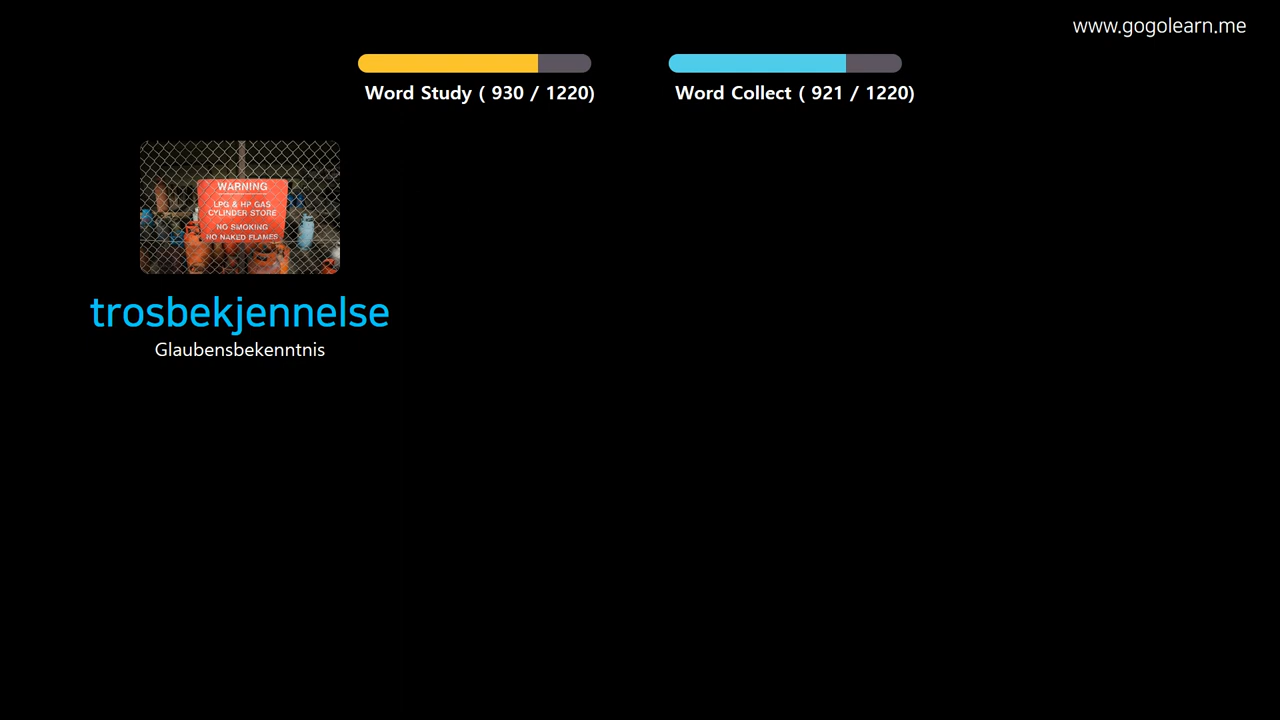 www.gogolearn.me
Word Study ( 930 / 1220)
Word Collect ( 921 / 1220)
WARNING
LPG & HP GAS
CYLINDER STORE
NO SMOKING
NO NAKED FLAMES
trosbekjennelse
Glaubensbekenntnis